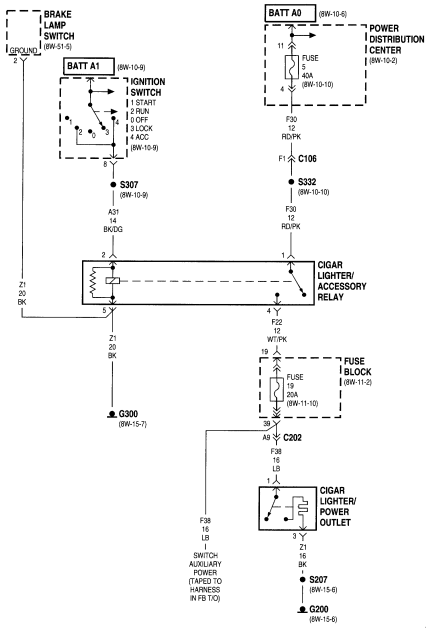 BRAKE
LAMP
SWITCH
(8W-51-5)
GROUND
2
BATT A1
(8W-10-9)
IGNITION
SWITCH
1 START
2 RUN
0 OFF
3 LOCK
4 ACC
(8W-10-9)
1
2
0
3
4
8
S307
(8W-10-9)
A31
14
BK/DG
2
BATT A0
(8W-10-6)
POWER
DISTRIBUTION
CENTER
(8W-10-2)
11
FUSE
5
40A
(8W-10-10)
4
F30
12
RD/PK
F1
C106
S332
(8W-10-10)
F30
12
RD/PK
1
CIGAR
LIGHTER/
ACCESSORY
RELAY
Z1
20
BK
5
4
Z1
20
BK
G300
(8W-15-7)
F22
12
WT/PK
19
FUSE
BLOCK
(8W-11-2)
FUSE
19
20A
(8W-11-10)
39
A9
C202
F38
16
LB
1
CIGAR
LIGHTER/
POWER
OUTLET
3
F38
16
LB
SWITCH
AUXILIARY
POWER
(TAPED TO
HARNESS
IN FB T/O)
Z1
16
BK
S207
(8W-15-6)
G200
(8W-15-6)